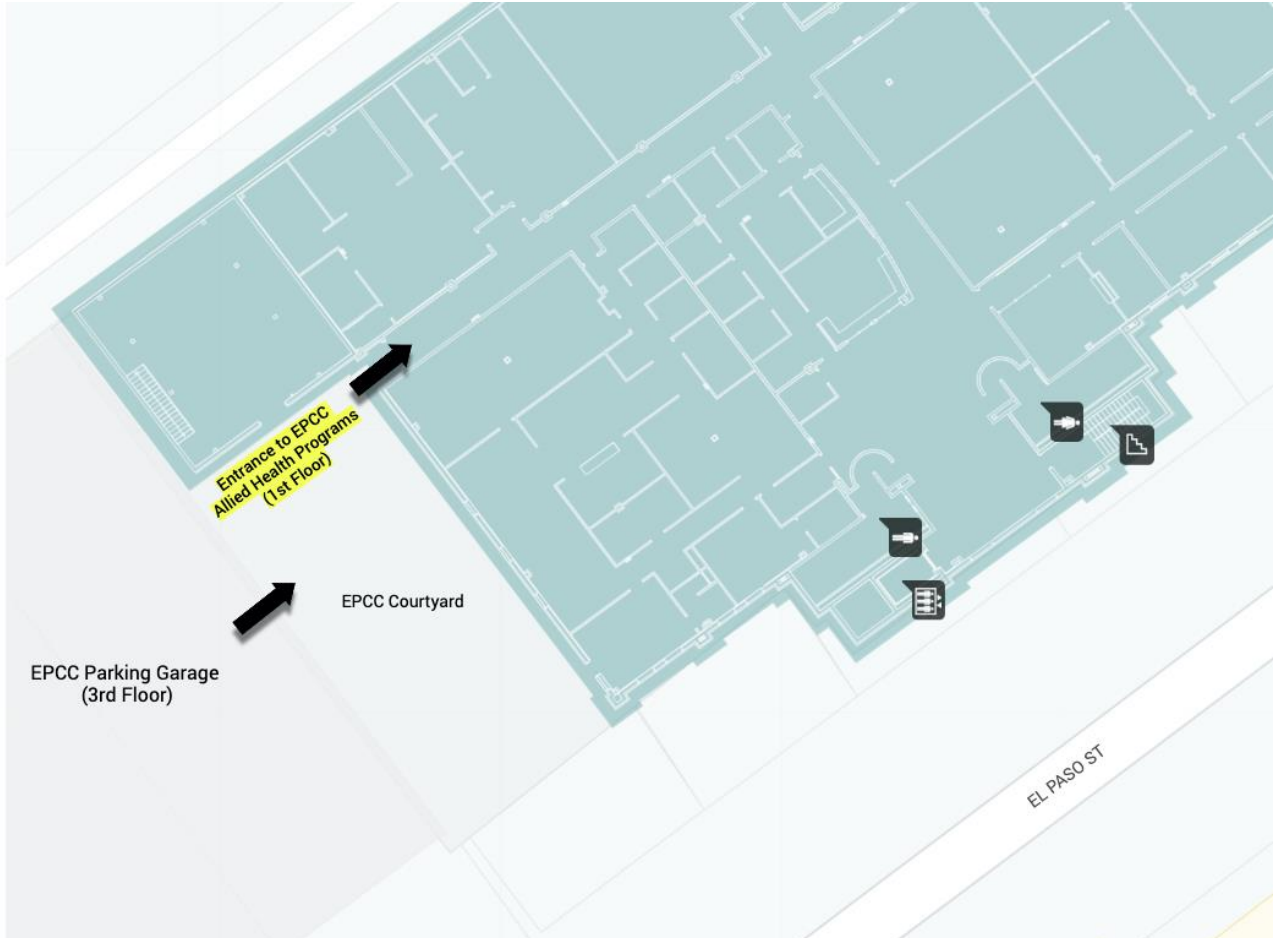 Entrance to EPCC
Allied Health Programs
(1st Floor)
EPCC Courtyard
EPCC Parking Garage
(3rd Floor)
EL PASO ST